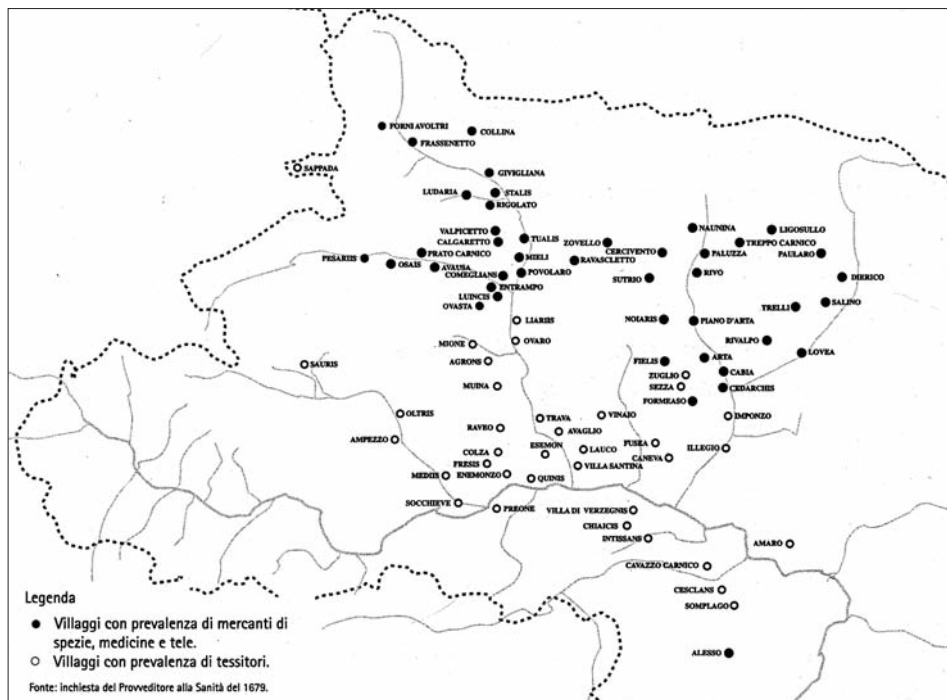 FORNI AVOLTRI
COLLINA
FRASSENETTO
SAPPADA
GIVIGLIANA
LUDARIA
STALIS
RIGOLATO
VALPICETTO
CALGARETTO
TUALIS
ZOVELLO
NAUNINA
LIGOSULLO
TREPPO CARNICO
CERCIVENTO
PALUZZA
PAULARO
PESARIIS
PRATO CARNICO
OSAIS
AVAUSA
MIELI
RAVASCLETTO
COMEGLIANS
POVOLARO
SUTRIO
RIVO
DIERICO
ENTRAMPO
LUINCIS
OVASTA
TRELLI
SALINO
LIARIIS
NOIARIS
PIANO D'ARTA
MIONE
OVARO
RIVALPO
LOVEA
SAURIS
AGRONS
FIELIS
ARTA
ZUGLIO
CABIA
MUINA
SEZZA
CEDARCHIS
FORMEASO
OLTRIS
TRAVA
VINAIO
IMPONZO
RAVEO
AVAGLIO
AMPEZZO
FUSEA
ILLEGIO
COLZA
ESEMON
LAUCO
CANEVA
FRESIS
VILLA SANTINA
MEDIIS
ENEMONZO
QUINIS
SOCCHIEVE
PREONE
VILLA DI VERZEGNIS
CHIAICIS
INTISSANS
AMARO
CAVAZZO CARNICO
CESCLANS
SOMPLAGO
ALESSO
Legenda
Villaggi con prevalenza di mercanti di
spezie, medicine e tele.
Villaggi con prevalenza di tessitori.
Fonte: inchiesta del Provveditore alla Sanità del 1679.